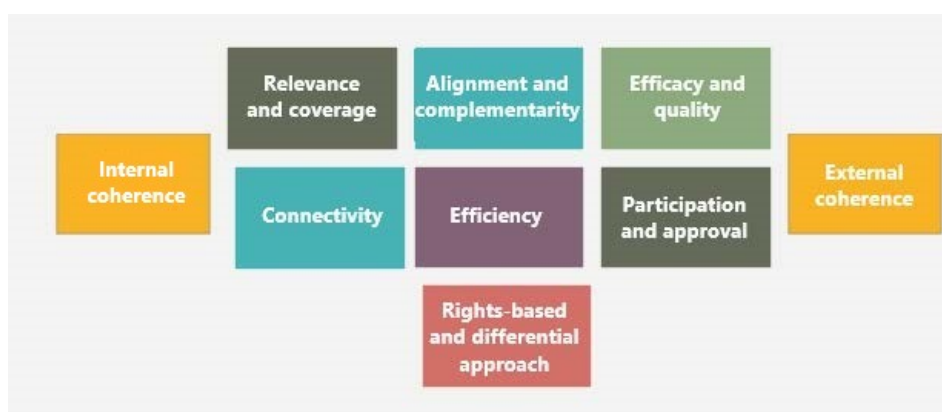 Relevance
and coverage
Alignment and
complementarity
Efficacy and
quality
Internal
coherence
External
coherence
Connectivity
Efficiency
Participation
and approval
Rights-based
and differential
approach